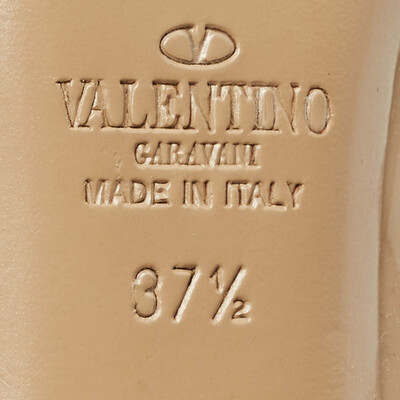 VALENTINO
GARAVANI
MADE IN ITALY
37½